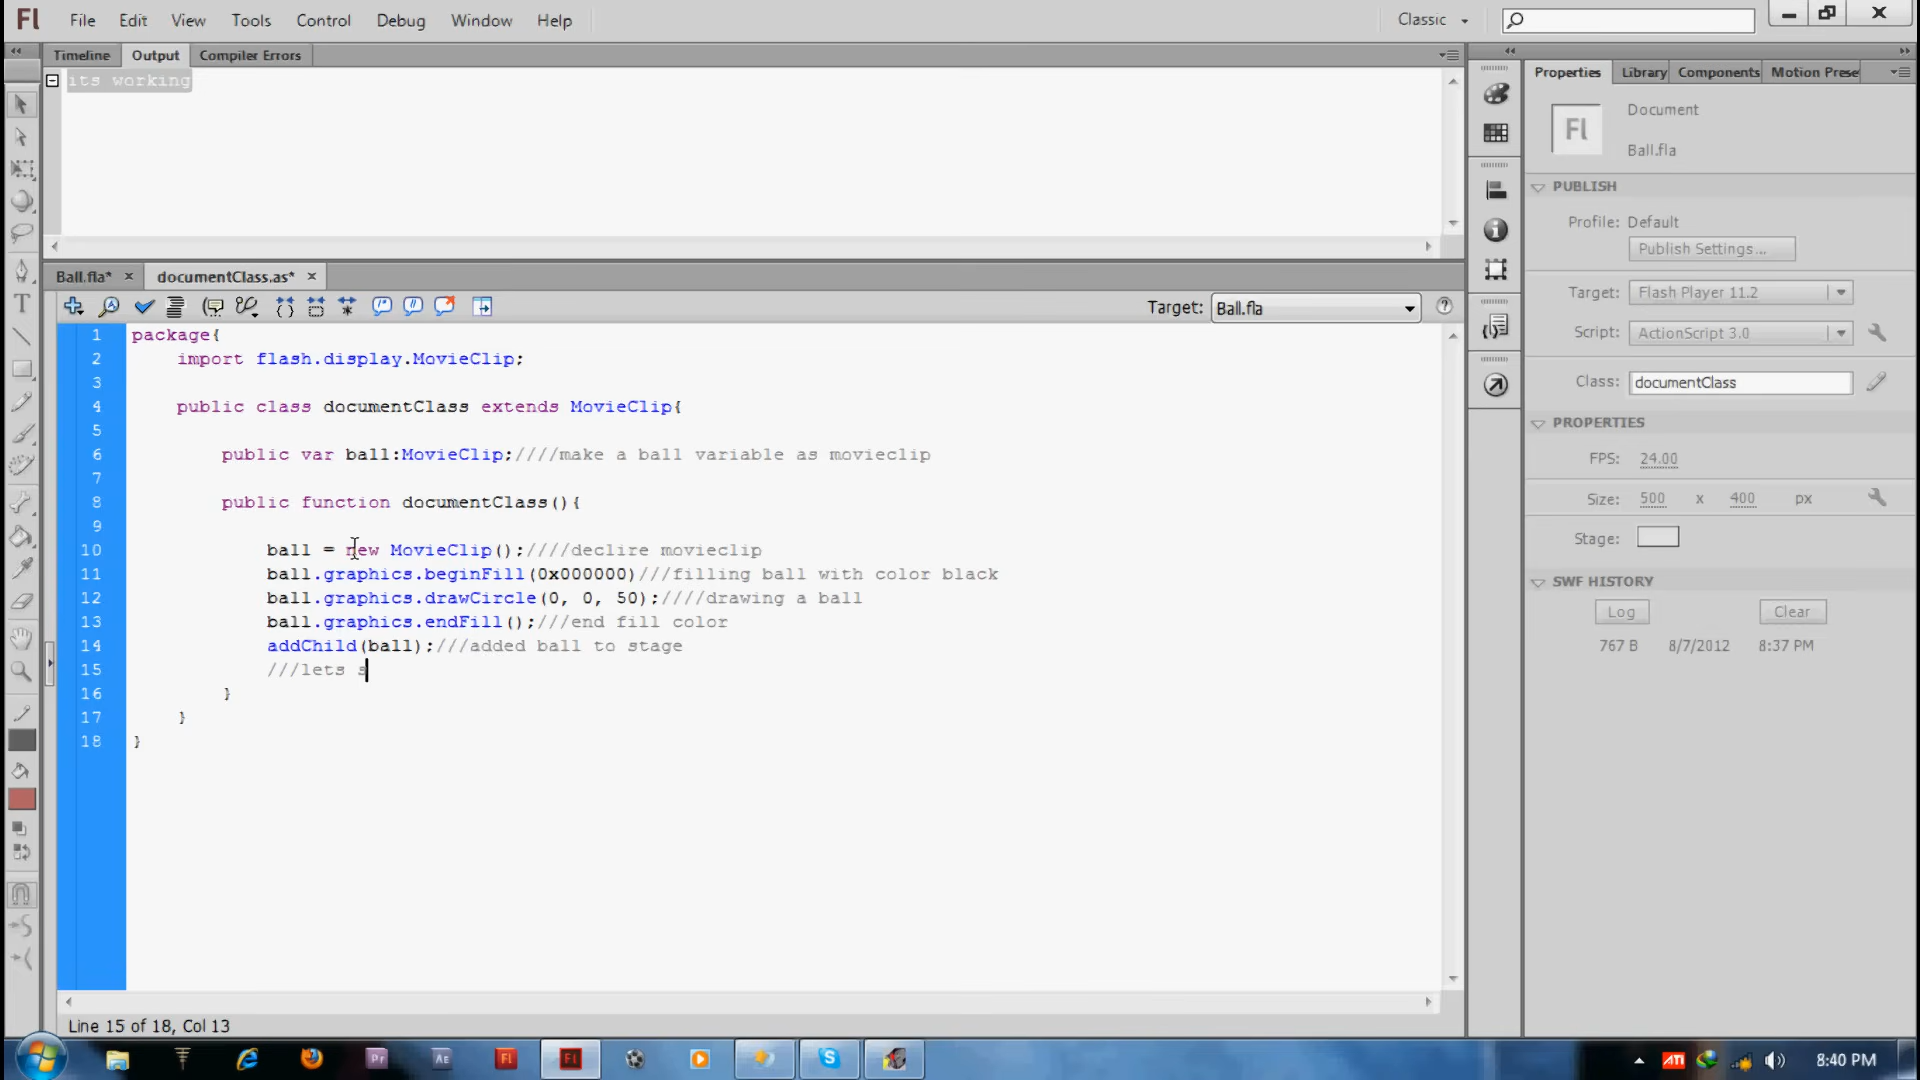 Fl File Edit View Tools Control Debug Window Help Classic
Timeline Output Compiler Errors
its working
Properties Library Components Motion Prese
Fl Document
Ball.fla
PUBLISH
Profile: Default
Publish Settings...
Target: Flash Player 11.2
Script: ActionScript 3.0
Class: documentClass
PROPERTIES
FPS: 24.00
Size: 500 x 400 px
Stage:
SWF HISTORY
Log Clear
767 B 8/7/2012 8:37 PM
Ball.fla* documentClass.as*
Target: Ball.fla
1 package{
2 import flash.display.MovieClip;
3
4 public class documentClass extends MovieClip{
5
6 public var ball:MovieClip;////make a ball variable as movieclip
7
8 public function documentClass(){
9
10 ball = new MovieClip();////declire movieclip
11 ball.graphics.beginFill(0x000000)///filling ball with color black
12 ball.graphics.drawCircle(0, 0, 50);////drawing a ball
13 ball.graphics.endFill();///end fill color
14 addChild(ball);///added ball to stage
15 ///lets s
16 }
17 }
18 }
Line 15 of 18, Col 13
Pr AE Fl Fl S ATI 8:40 PM